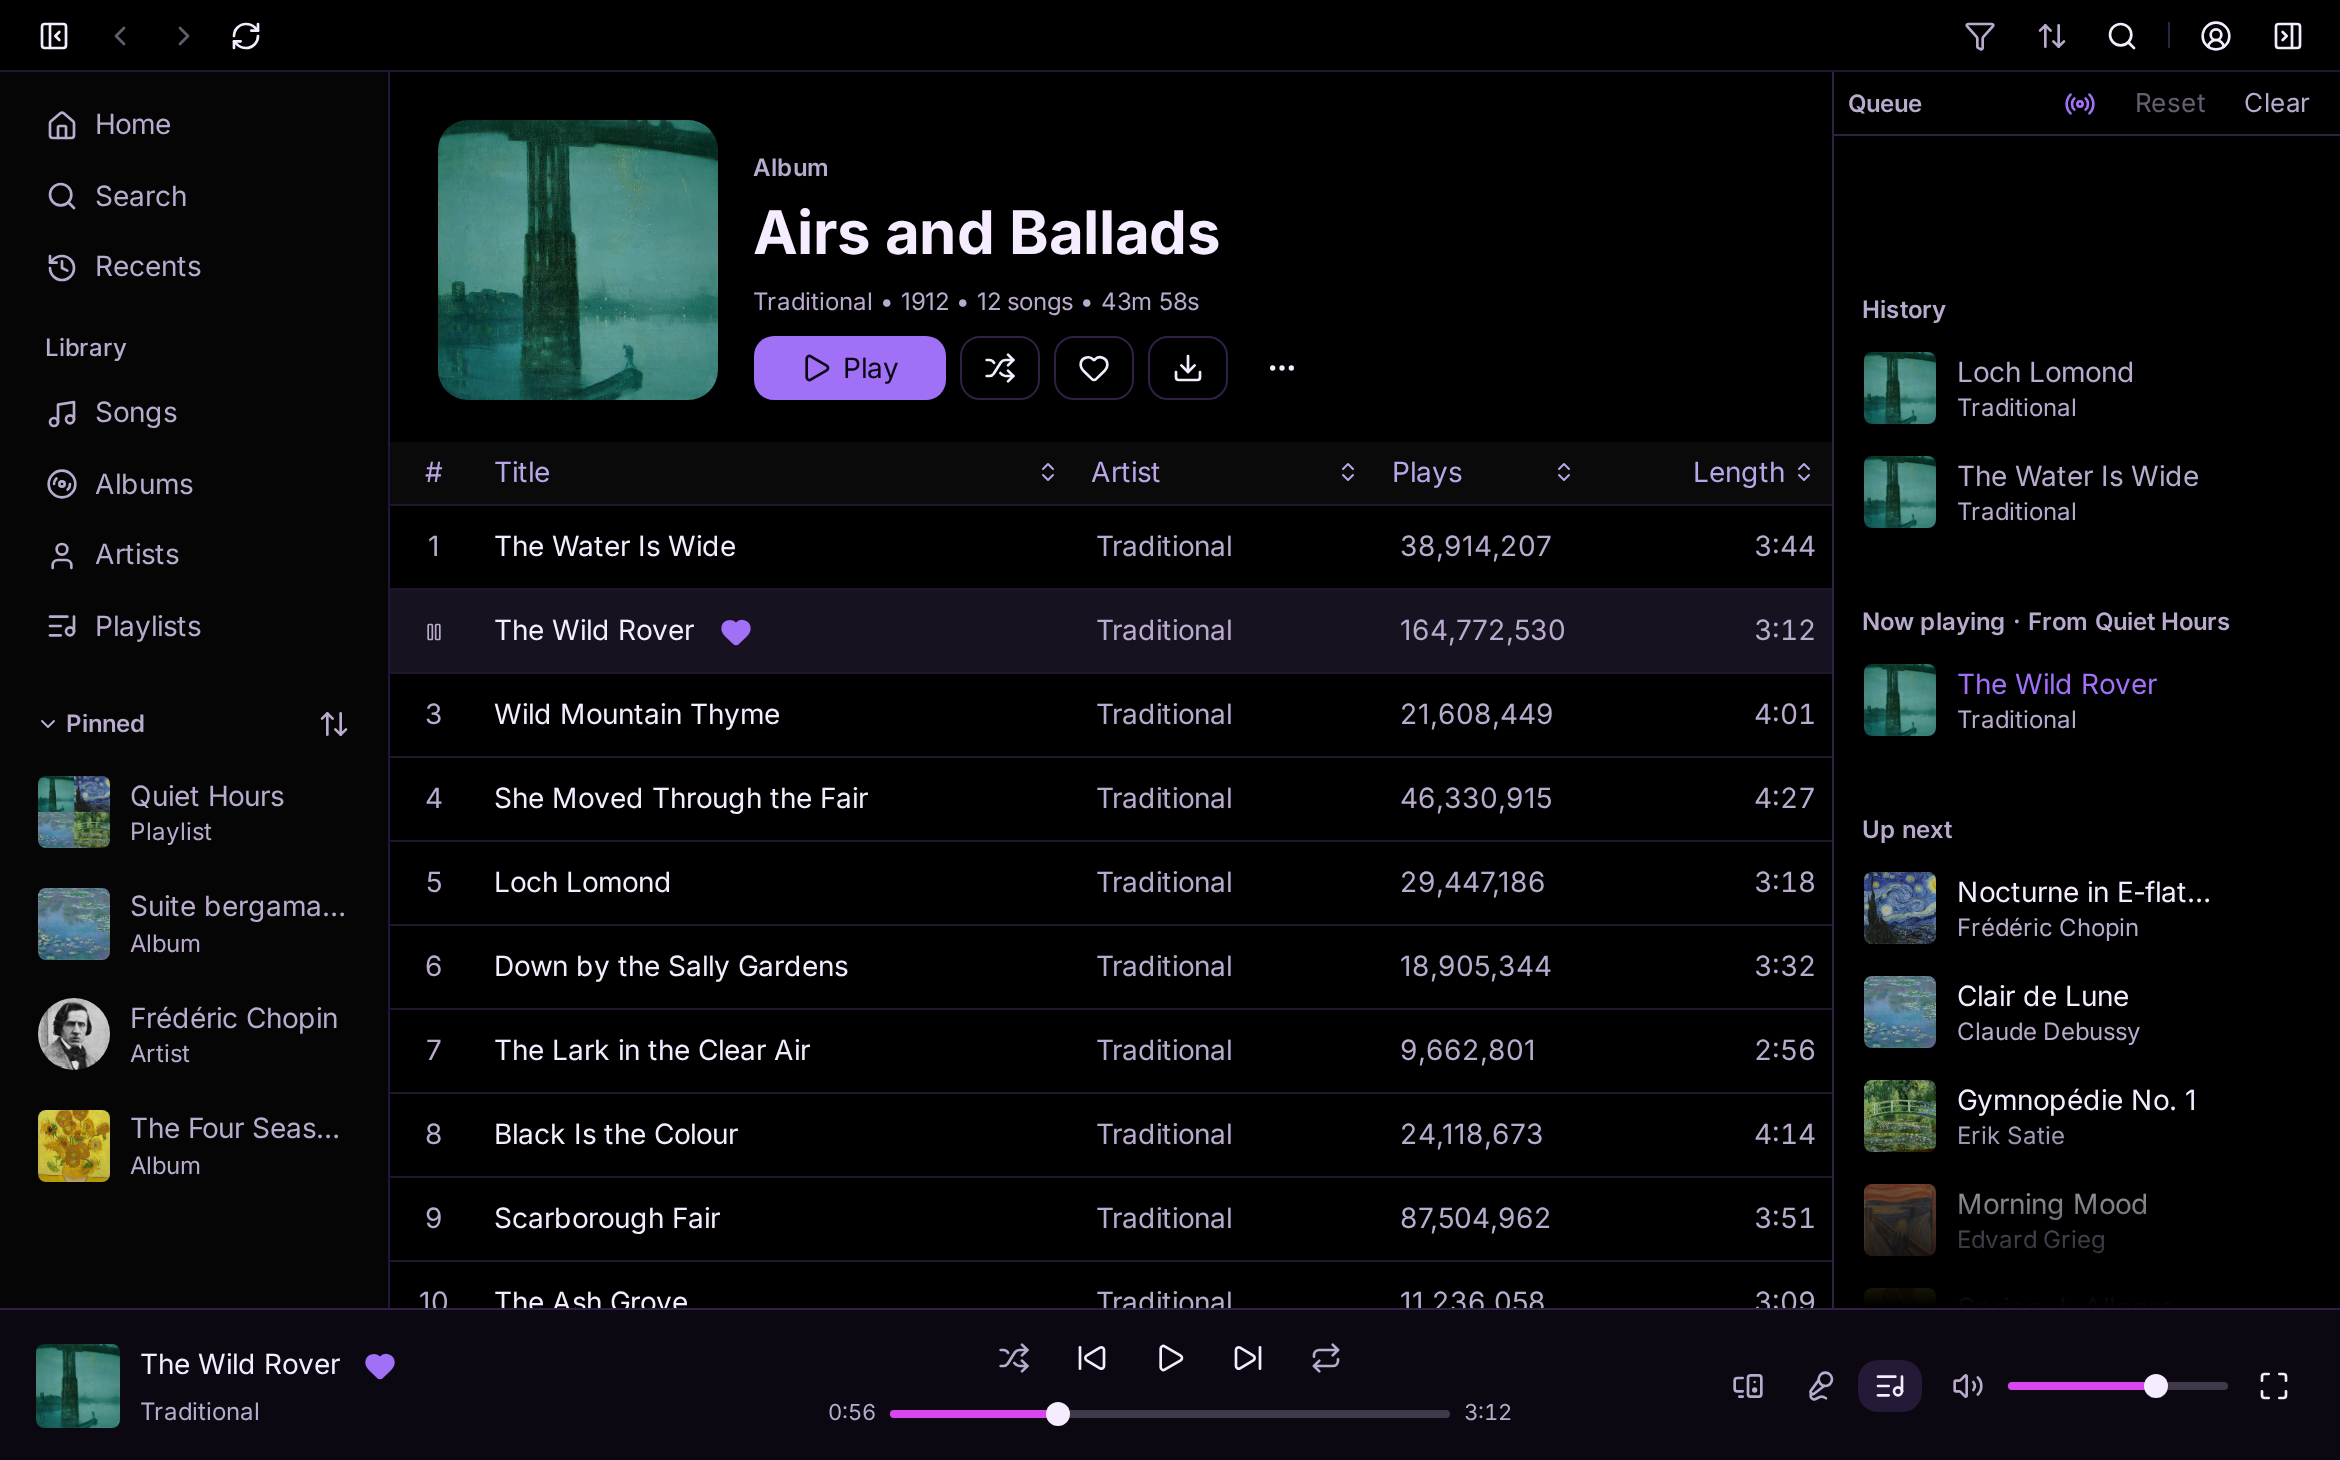 Home
Search
Recents
Library
Songs
Albums
Artists
Playlists
Pinned
Quiet Hours
Playlist
Suite bergama...
Album
Frédéric Chopin
Artist
The Four Seas...
Album
Album
Airs and Ballads
Traditional • 1912 • 12 songs • 43m 58s
Play
# Title Artist Plays Length
1 The Water Is Wide Traditional 38,914,207 3:44
The Wild Rover Traditional 164,772,530 3:12
3 Wild Mountain Thyme Traditional 21,608,449 4:01
4 She Moved Through the Fair Traditional 46,330,915 4:27
5 Loch Lomond Traditional 29,447,186 3:18
6 Down by the Sally Gardens Traditional 18,905,344 3:32
7 The Lark in the Clear Air Traditional 9,662,801 2:56
8 Black Is the Colour Traditional 24,118,673 4:14
9 Scarborough Fair Traditional 87,504,962 3:51
10 The Ash Grove Traditional 11,236,058 3:09
Queue Reset Clear
History
Loch Lomond
Traditional
The Water Is Wide
Traditional
Now playing · From Quiet Hours
The Wild Rover
Traditional
Up next
Nocturne in E-flat...
Frédéric Chopin
Clair de Lune
Claude Debussy
Gymnopédie No. 1
Erik Satie
Morning Mood
Edvard Grieg
The Wild Rover
Traditional
0:56 3:12